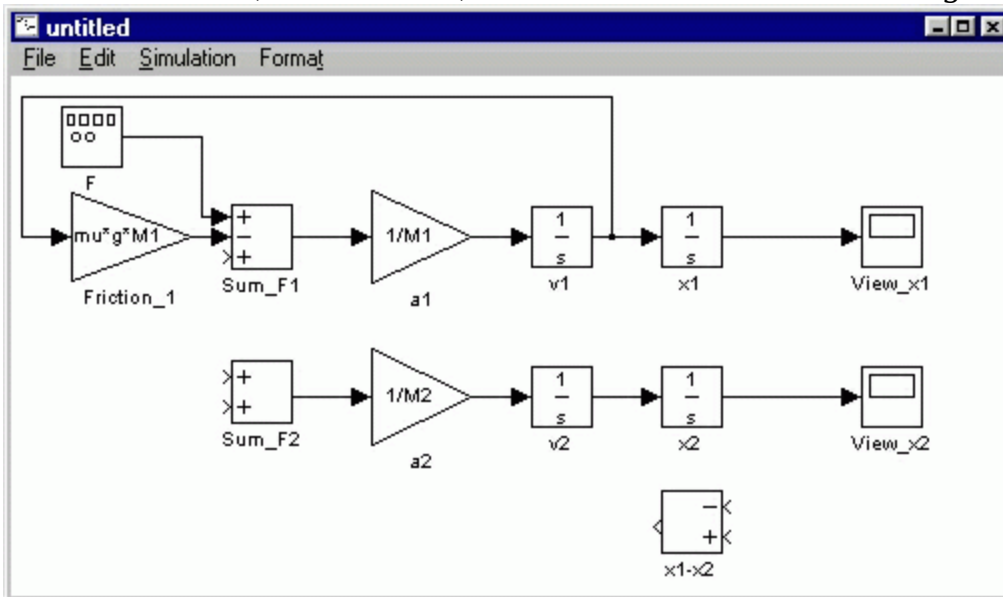 untitled
File Edit Simulation Format
F
mu*g*M1
Friction_1
+
−
+
Sum_F1
1/M1
a1
1
s
v1
1
s
x1
View_x1
+
+
Sum_F2
1/M2
a2
1
s
v2
1
s
x2
View_x2
−
+
x1-x2